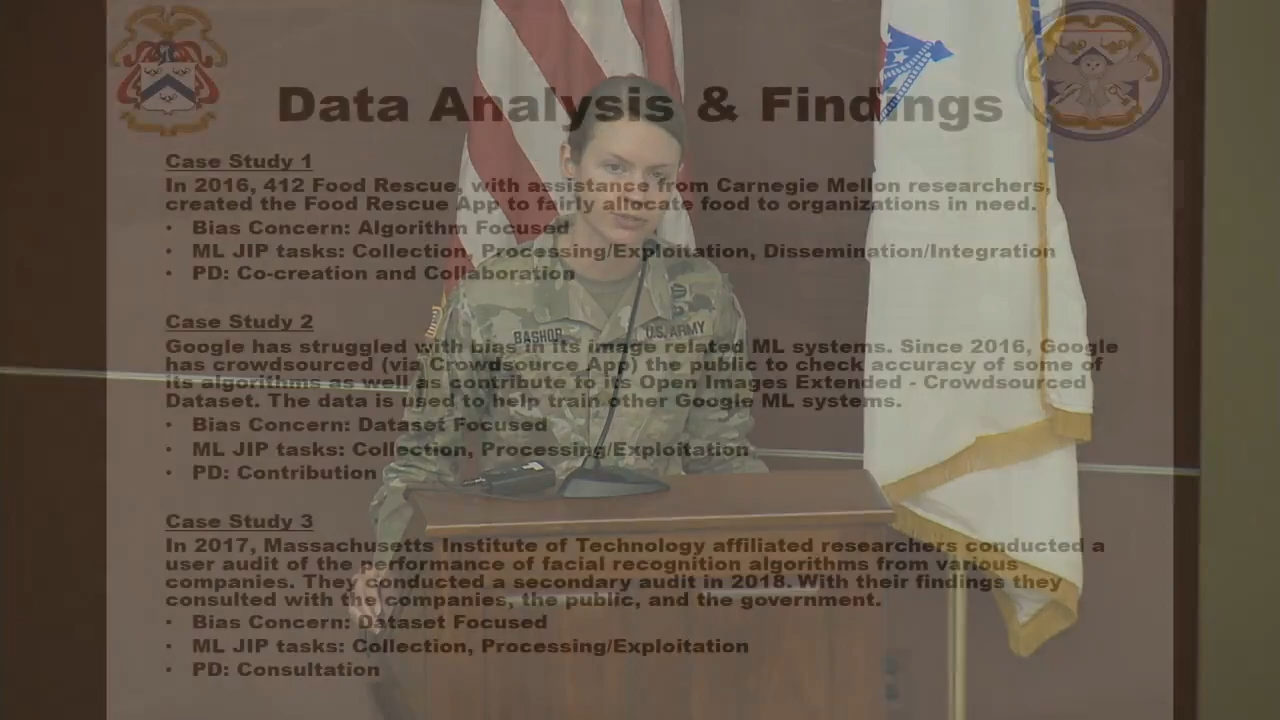 Data Analysis & Findings
Case Study 1
In 2016, 412 Food Rescue, with assistance from Carnegie Mellon researchers,
created the Food Rescue App to fairly allocate food to organizations in need.
• Bias Concern: Algorithm Focused
• ML JIP tasks: Collection, Processing/Exploitation, Dissemination/Integration
• PD: Co-creation and Collaboration
BASHOR
U.S. ARMY
Case Study 2
Google has struggled with bias in its image related ML systems. Since 2016, Google
has crowdsourced (via Crowdsource App) the public to check accuracy of some of
its algorithms as well as contribute to its Open Images Extended - Crowdsourced
Dataset. The data is used to help train other Google ML systems.
• Bias Concern: Dataset Focused
• ML JIP tasks: Collection, Processing/Exploitation
• PD: Contribution
Case Study 3
In 2017, Massachusetts Institute of Technology affiliated researchers conducted a
user audit of the performance of facial recognition algorithms from various
companies. They conducted a secondary audit in 2018. With their findings they
consulted with the companies, the public, and the government.
• Bias Concern: Dataset Focused
• ML JIP tasks: Collection, Processing/Exploitation
• PD: Consultation